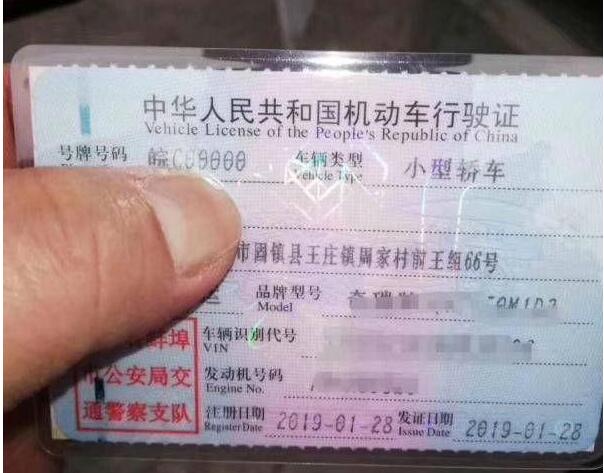 中华人民共和国机动车行驶证
Vehicle License of the People's Republic of China
号牌号码 皖C09000 车辆类型 小型轿车
Vehicle Type
市固镇县王庄镇周家村前王组66号
品牌型号 奇瑞
Model
车辆识别代号
VIN
发动机号码
Engine No.
蚌埠
市公安局交
通警察支队
注册日期 2019-01-28 发证日期 2019-01-28
Register Date Issue Date